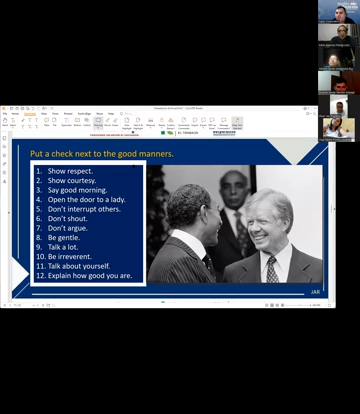 Put a check next to the good manners.
1. Show respect.
2. Show courtesy.
3. Say good morning.
4. Open the door to a lady.
5. Don't interrupt others.
6. Don't shout.
7. Don't argue.
8. Be gentle.
9. Talk a lot.
10. Be irreverent.
11. Talk about yourself.
12. Explain how good you are.
JAR